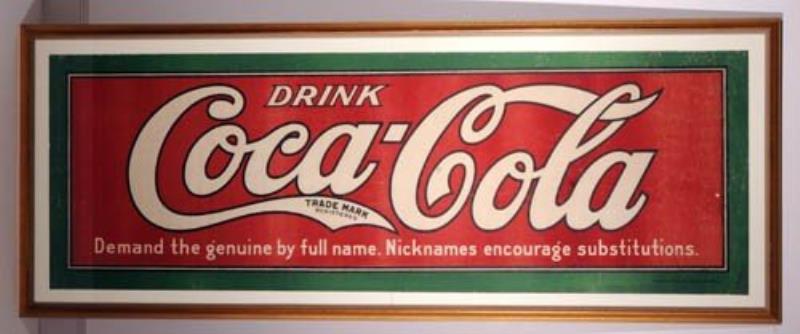 DRINK
Coca-Cola
TRADE MARK
REGISTERED
Demand the genuine by full name. Nicknames encourage substitutions.